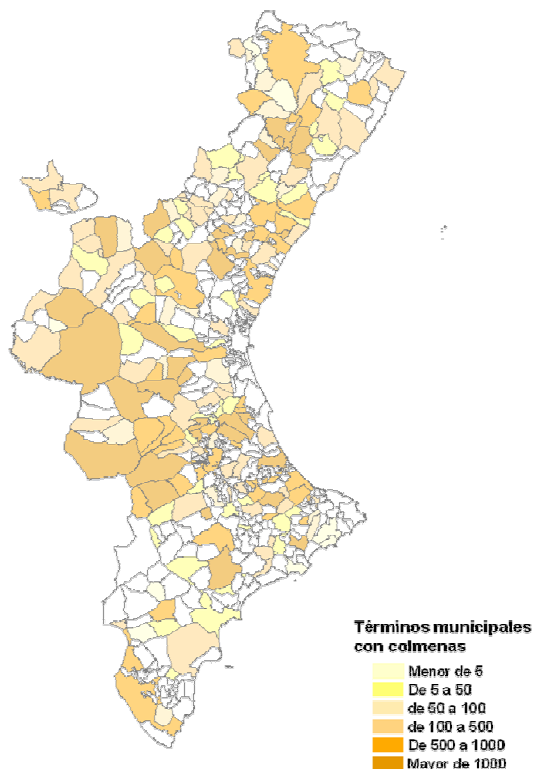 Términos municipales
con colmenas
Menor de 5
De 5 a 50
de 50 a 100
de 100 a 500
De 500 a 1000
Mayor de 1000